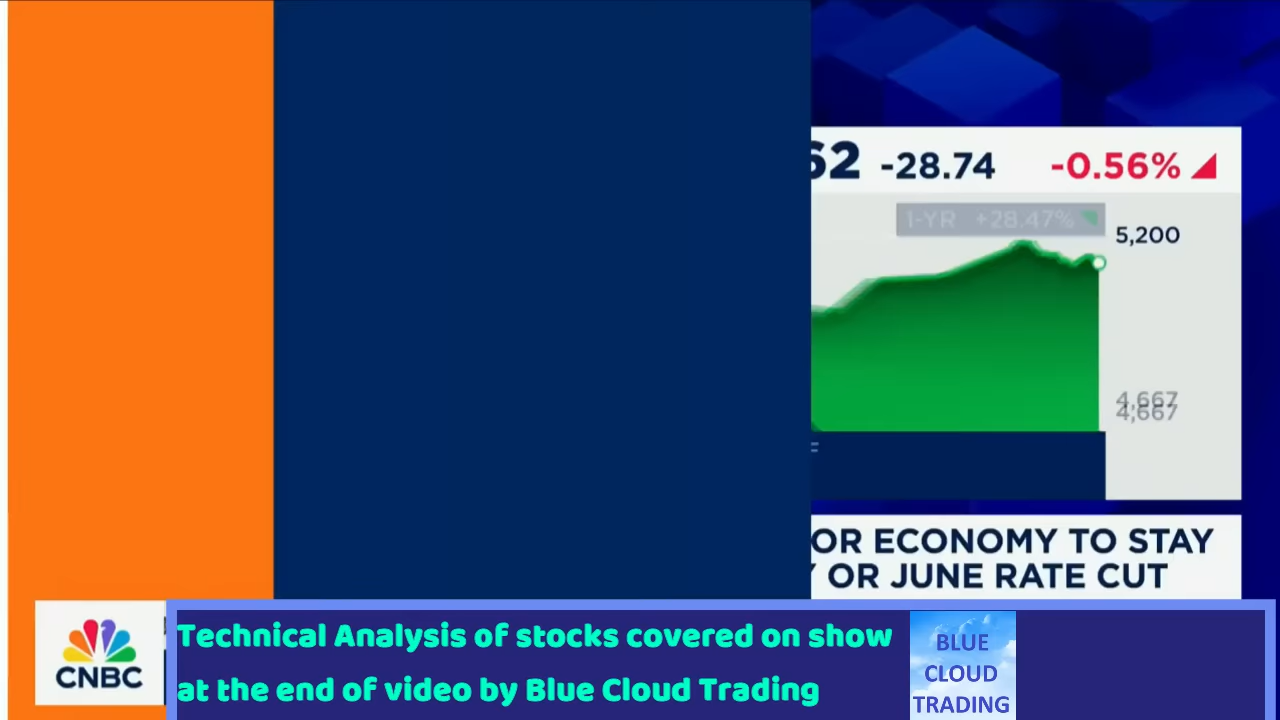 62 -28.74 -0.56%
1-YR +28.47%
5,200
4,667
4,667
OR ECONOMY TO STAY
OR JUNE RATE CUT
CNBC
Technical Analysis of stocks covered on show
at the end of video by Blue Cloud Trading
BLUE
CLOUD
TRADING